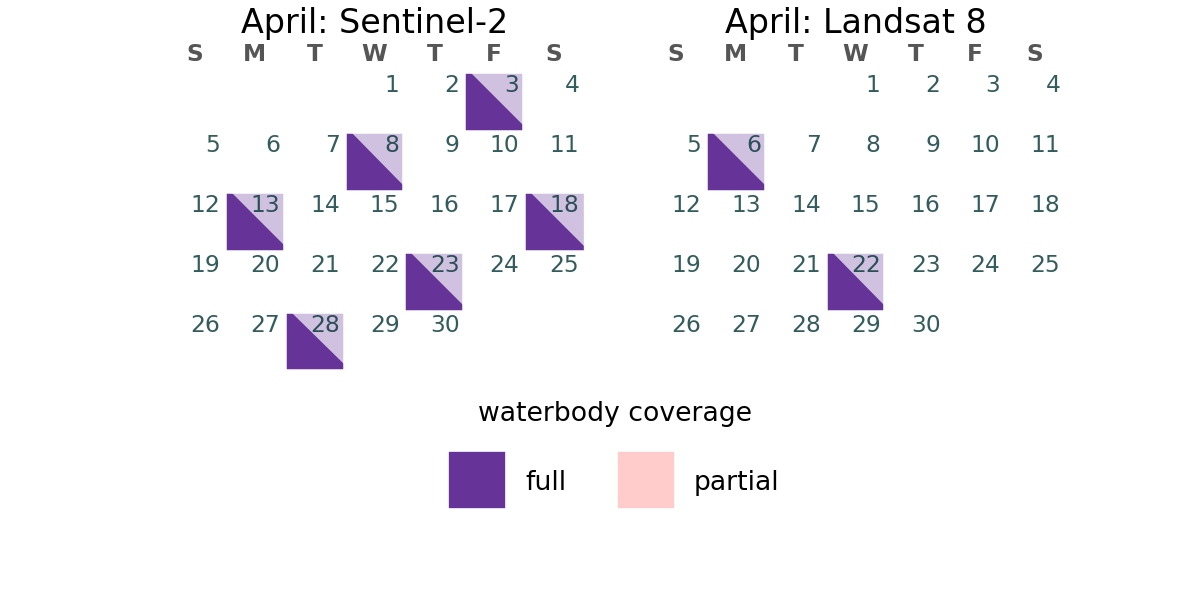 April: Sentinel-2
S M T W T F S
1 2 3 4
5 6 7 8 9 10 11
12 13 14 15 16 17 18
19 20 21 22 23 24 25
26 27 28 29 30
April: Landsat 8
S M T W T F S
1 2 3 4
5 6 7 8 9 10 11
12 13 14 15 16 17 18
19 20 21 22 23 24 25
26 27 28 29 30
waterbody coverage
full partial